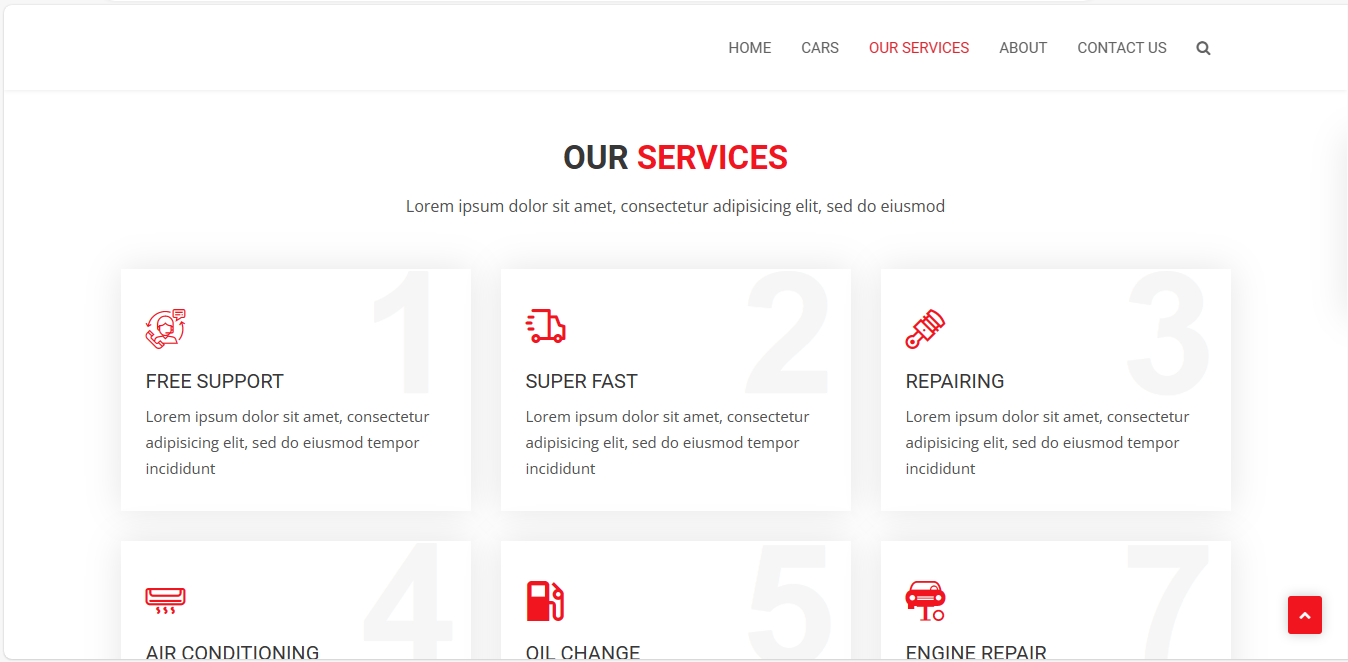 HOME CARS OUR SERVICES ABOUT CONTACT US
OUR SERVICES
Lorem ipsum dolor sit amet, consectetur adipisicing elit, sed do eiusmod
1
FREE SUPPORT
Lorem ipsum dolor sit amet, consectetur
adipisicing elit, sed do eiusmod tempor
incididunt
2
SUPER FAST
Lorem ipsum dolor sit amet, consectetur
adipisicing elit, sed do eiusmod tempor
incididunt
3
REPAIRING
Lorem ipsum dolor sit amet, consectetur
adipisicing elit, sed do eiusmod tempor
incididunt
4
AIR CONDITIONING
5
OIL CHANGE
7
ENGINE REPAIR